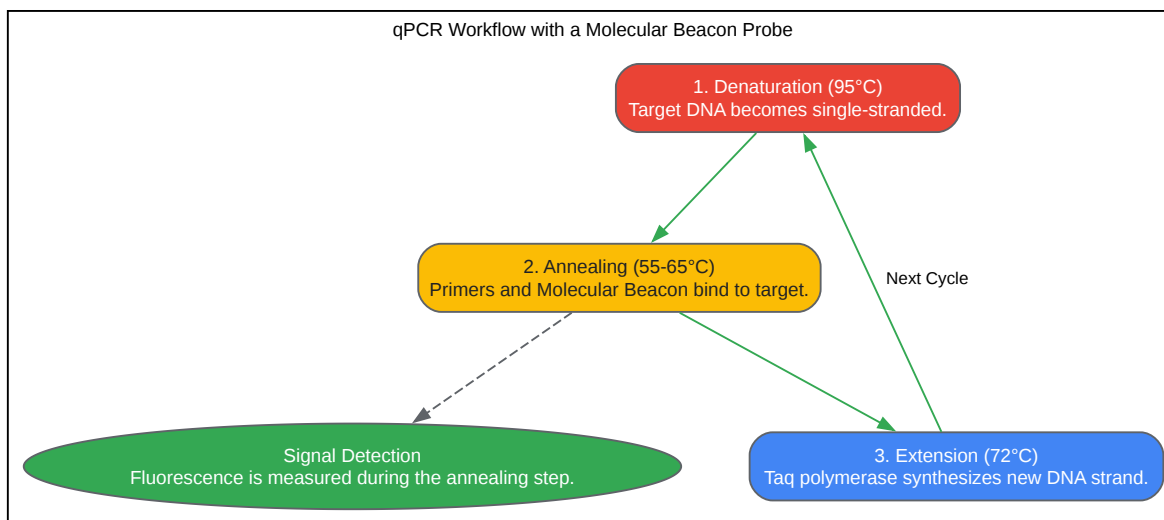 qPCR Workflow with a Molecular Beacon Probe
1. Denaturation (95°C)
Target DNA becomes single-stranded.
2. Annealing (55-65°C)
Primers and Molecular Beacon bind to target.
Next Cycle
Signal Detection
Fluorescence is measured during the annealing step.
3. Extension (72°C)
Taq polymerase synthesizes new DNA strand.